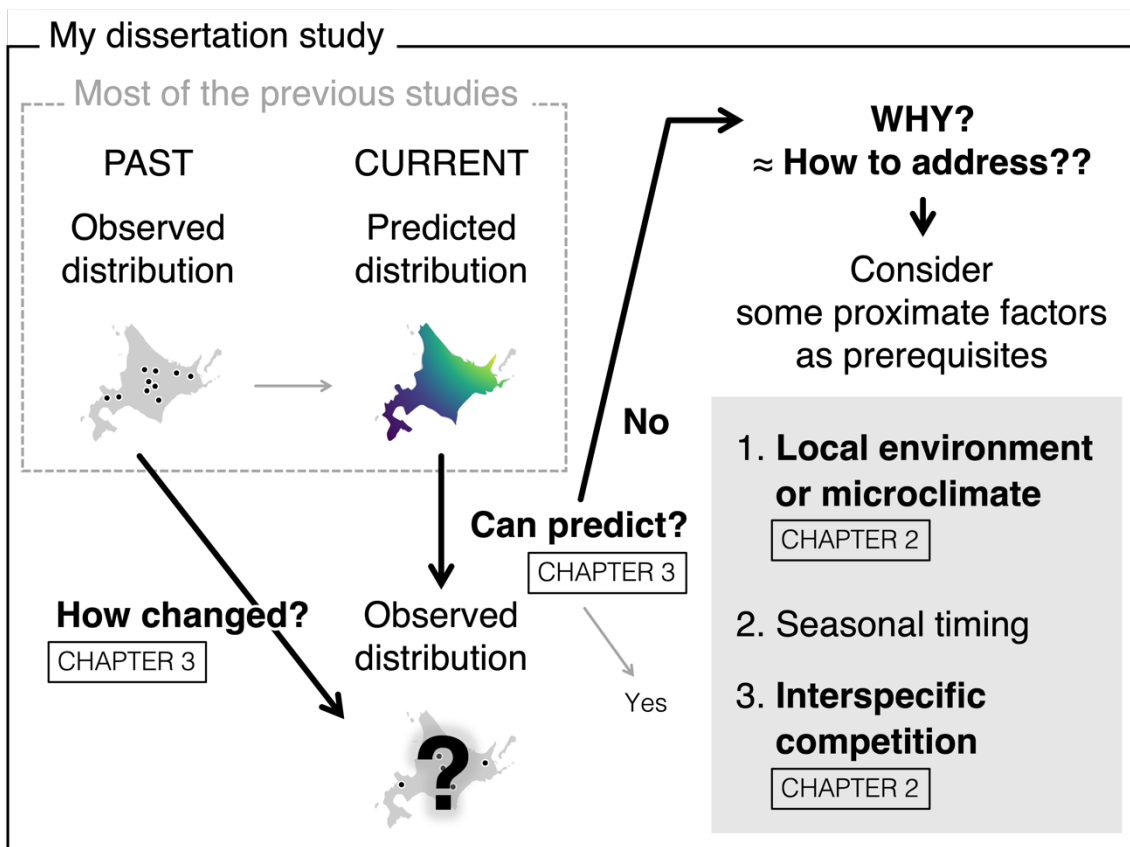 My dissertation study
Most of the previous studies
PAST
Observed
distribution
CURRENT
Predicted
distribution
How changed?
CHAPTER 3
Can predict?
CHAPTER 3
Observed
distribution
?
No
Yes
WHY?
≈ How to address??
Consider
some proximate factors
as prerequisites
1. Local environment
or microclimate
CHAPTER 2
2. Seasonal timing
3. Interspecific
competition
CHAPTER 2